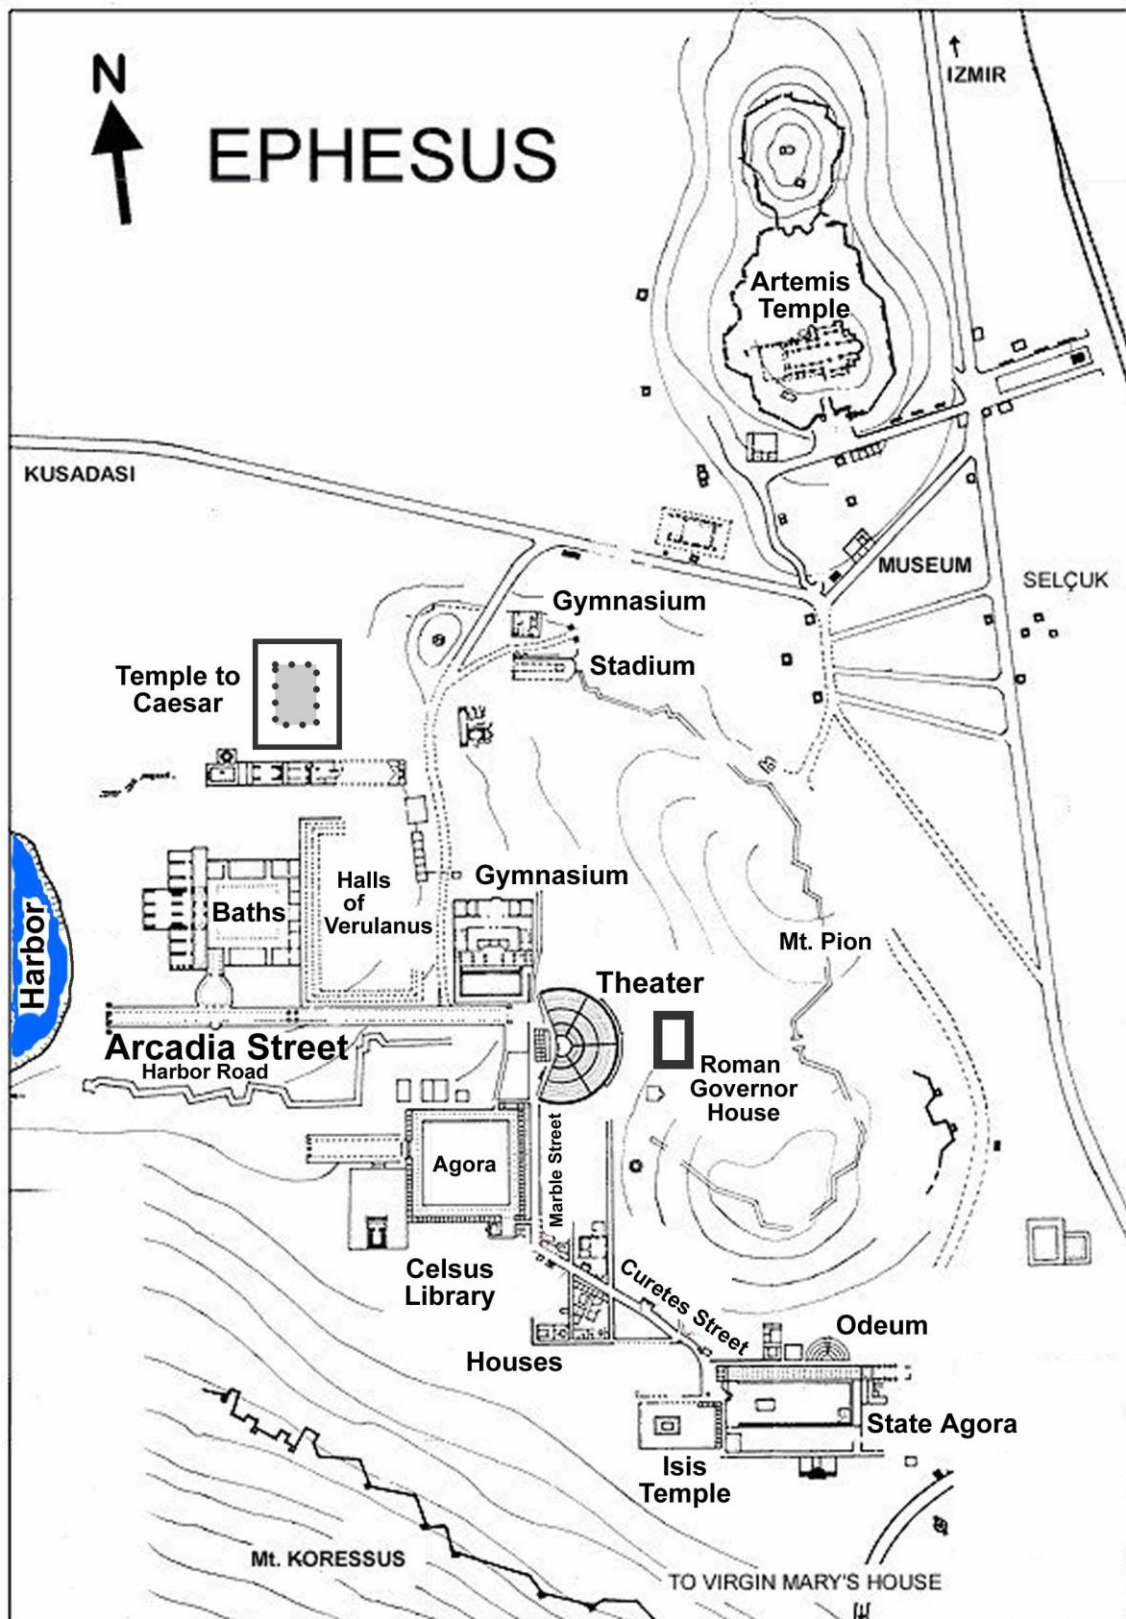 N
EPHESUS
IZMIR
Artemis
Temple
KUSADASI
MUSEUM
SELÇUK
Gymnasium
Stadium
Temple to
Caesar
Harbor
Baths
Halls
of
Verulanus
Gymnasium
Mt. Pion
Theater
Arcadia Street
Harbor Road
Roman
Governor
House
Agora
Marble Street
Celsus
Library
Curetes Street
Houses
Odeum
State Agora
Isis
Temple
Mt. KORESSUS
TO VIRGIN MARY'S HOUSE